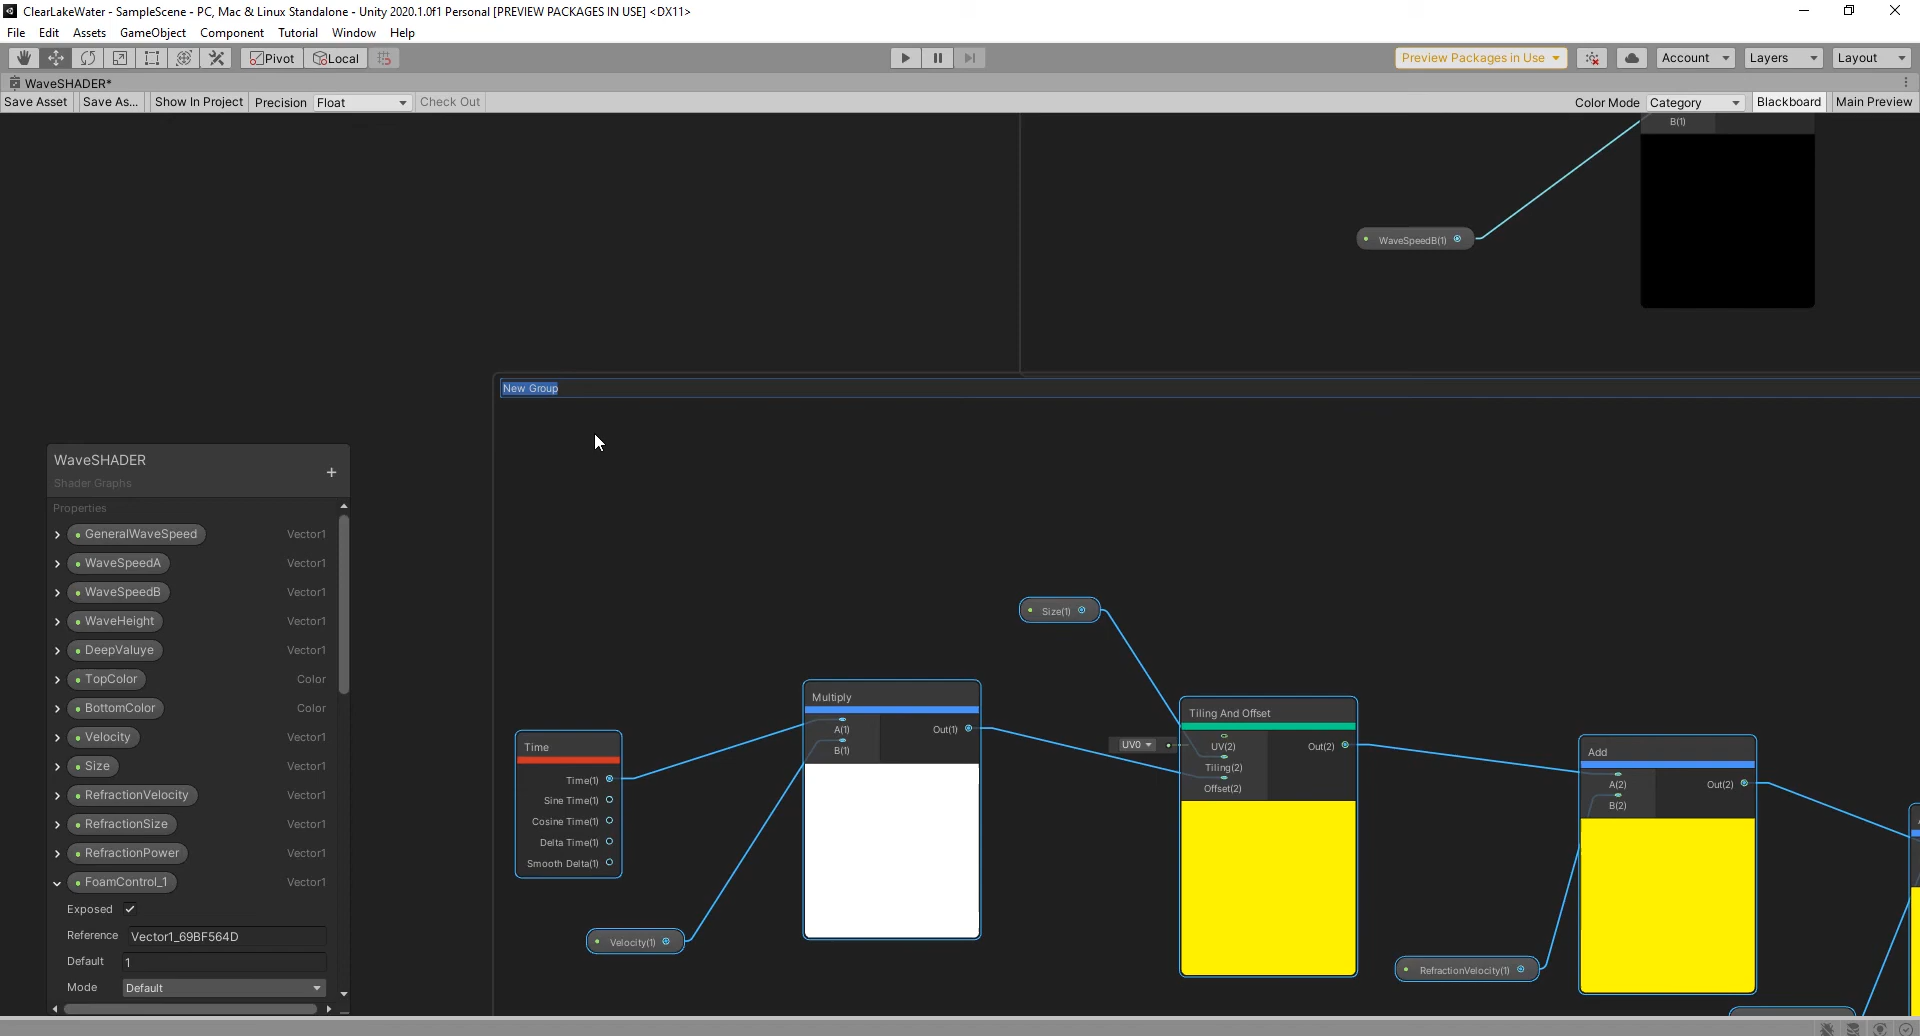 ClearLakeWater - SampleScene - PC, Mac & Linux Standalone - Unity 2020.1.0f1 Personal [PREVIEW PACKAGES IN USE] <DX11>
File Edit Assets GameObject Component Tutorial Window Help
Pivot Local Preview Packages in Use Account Layers Layout
WaveSHADER*
Save Asset Save As... Show In Project Precision Float Check Out Color Mode Category Blackboard Main Preview
B(1)
WaveSpeedB(1)
New Group
WaveSHADER
Shader Graphs
Properties
GeneralWaveSpeed Vector1
WaveSpeedA Vector1
WaveSpeedB Vector1
WaveHeight Vector1
DeepValuye Vector1
TopColor Color
BottomColor Color
Velocity Vector1
Size Vector1
RefractionVelocity Vector1
RefractionSize Vector1
RefractionPower Vector1
FoamControl_1 Vector1
Exposed
Reference Vector1_69BF564D
Default 1
Mode Default
Size(1)
Time
Time(1)
Sine Time(1)
Cosine Time(1)
Delta Time(1)
Smooth Delta(1)
Velocity(1)
Multiply
A(1) Out(1)
B(1)
UV0
Tiling And Offset
UV(2) Out(2)
Tiling(2)
Offset(2)
RefractionVelocity(1)
Add
A(2) Out(2)
B(2)